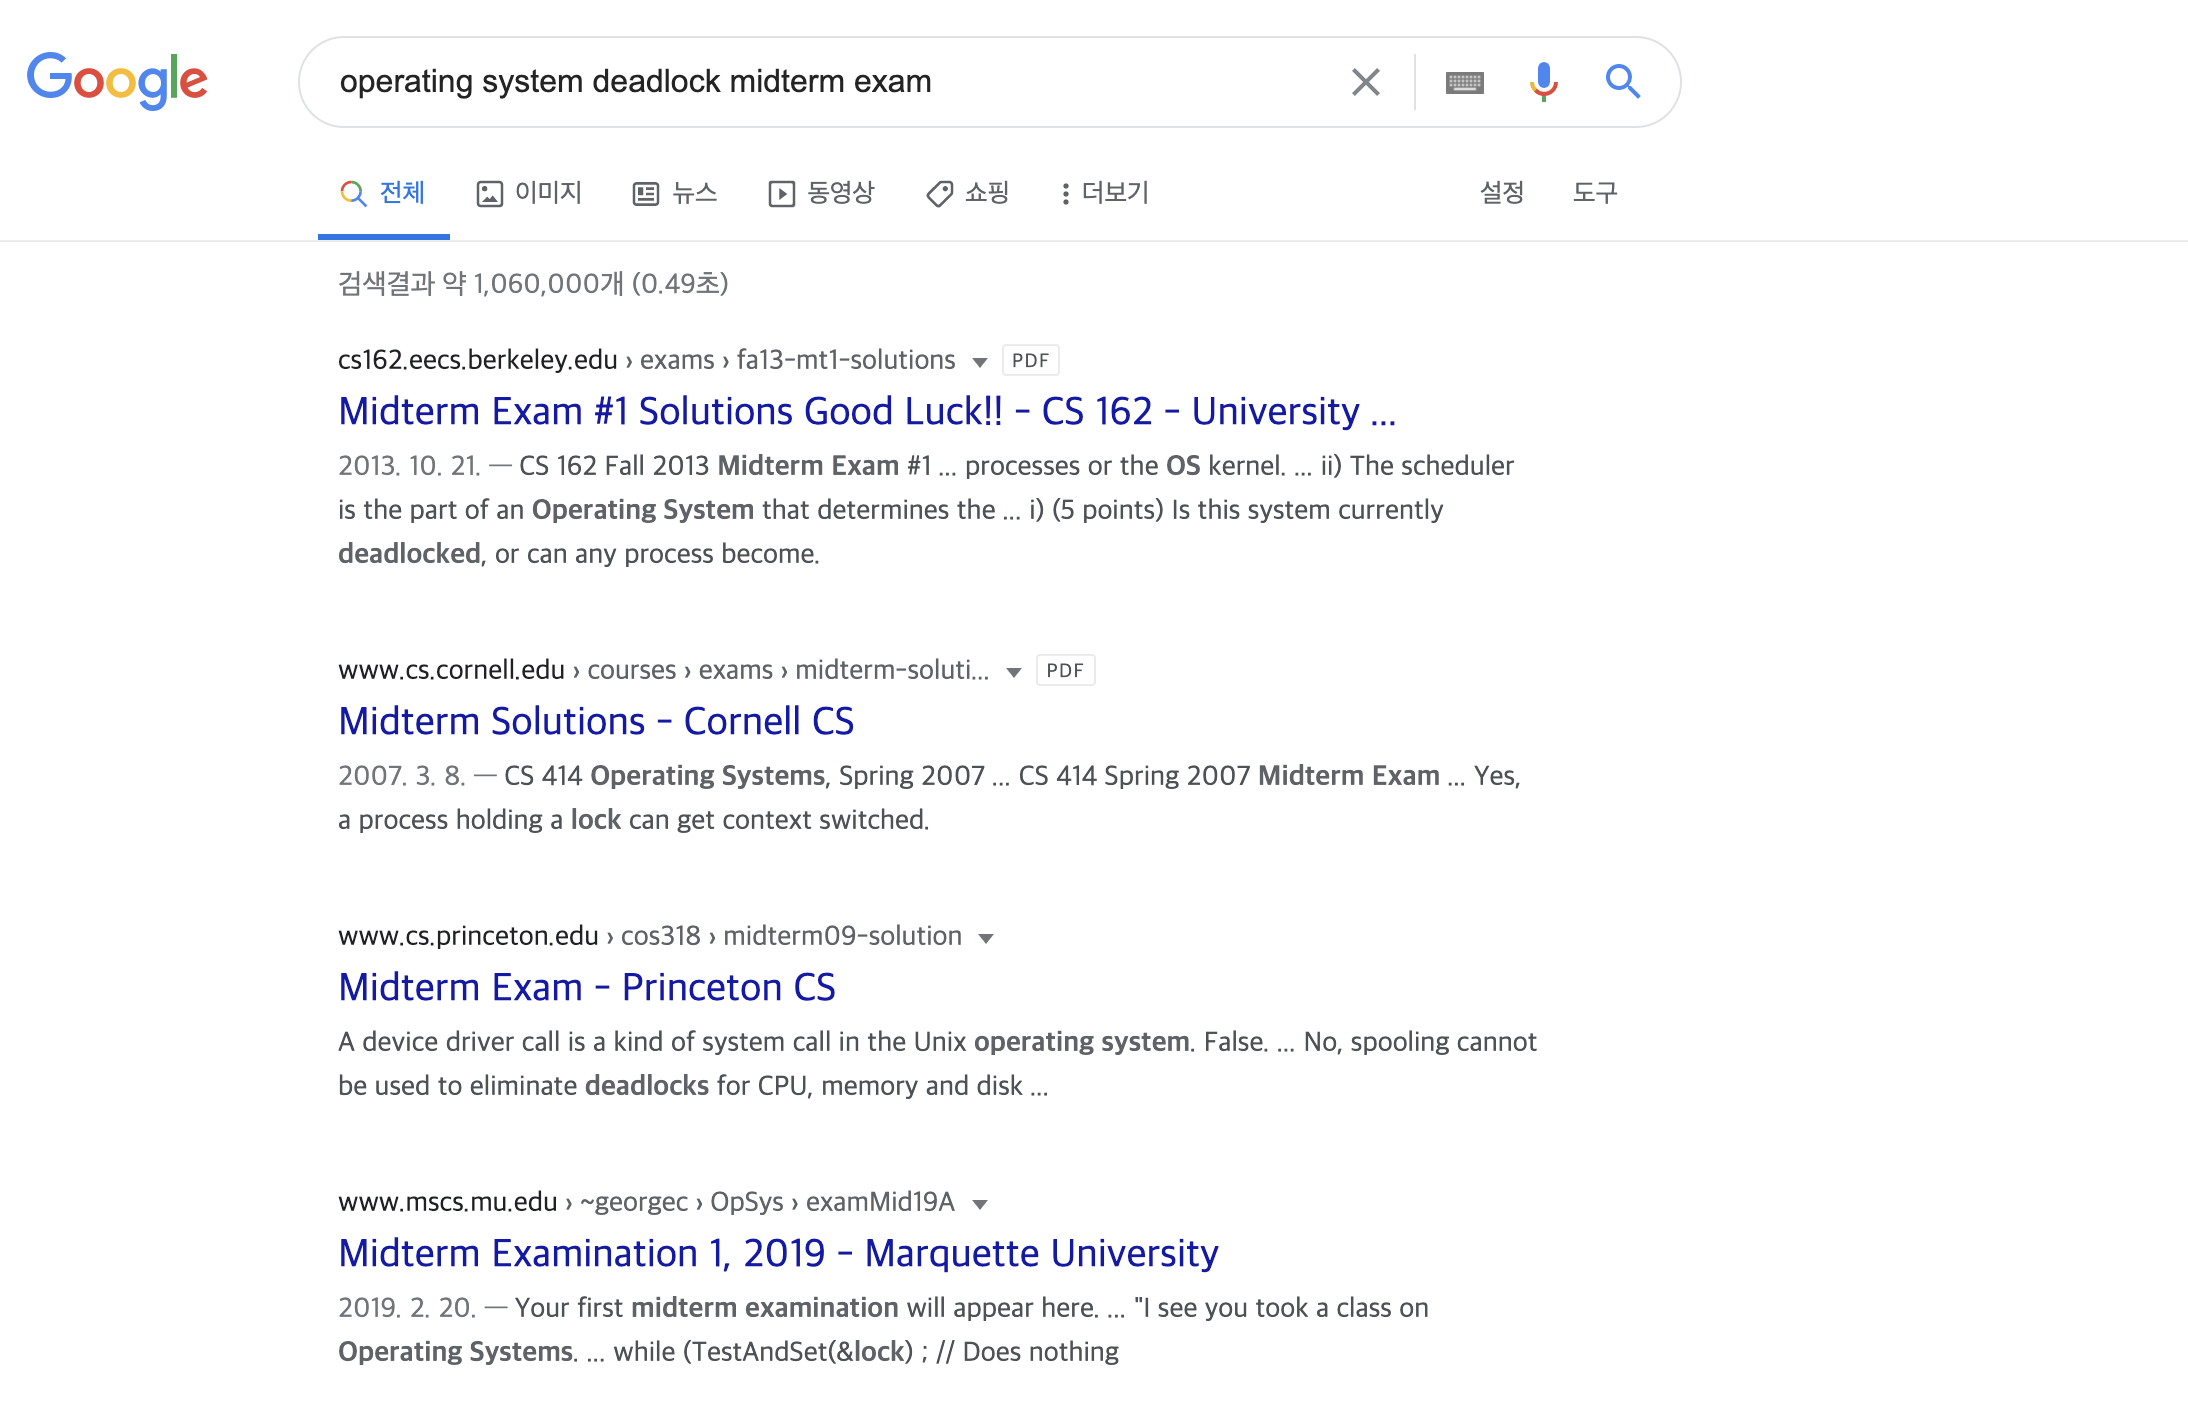 Google
operating system deadlock midterm exam
전체 이미지 뉴스 동영상 쇼핑 더보기 설정 도구
검색결과 약 1,060,000개 (0.49초)
cs162.eecs.berkeley.edu › exams › fa13-mt1-solutions PDF
Midterm Exam #1 Solutions Good Luck!! - CS 162 - University ...
2013. 10. 21. — CS 162 Fall 2013 Midterm Exam #1 ... processes or the OS kernel. ... ii) The scheduler
is the part of an Operating System that determines the ... i) (5 points) Is this system currently
deadlocked, or can any process become.
www.cs.cornell.edu › courses › exams › midterm-soluti... PDF
Midterm Solutions - Cornell CS
2007. 3. 8. — CS 414 Operating Systems, Spring 2007 ... CS 414 Spring 2007 Midterm Exam ... Yes,
a process holding a lock can get context switched.
www.cs.princeton.edu › cos318 › midterm09-solution
Midterm Exam - Princeton CS
A device driver call is a kind of system call in the Unix operating system. False. ... No, spooling cannot
be used to eliminate deadlocks for CPU, memory and disk ...
www.mscs.mu.edu › ~georgec › OpSys › examMid19A
Midterm Examination 1, 2019 - Marquette University
2019. 2. 20. — Your first midterm examination will appear here. ... "I see you took a class on
Operating Systems. ... while (TestAndSet(&lock) ; // Does nothing